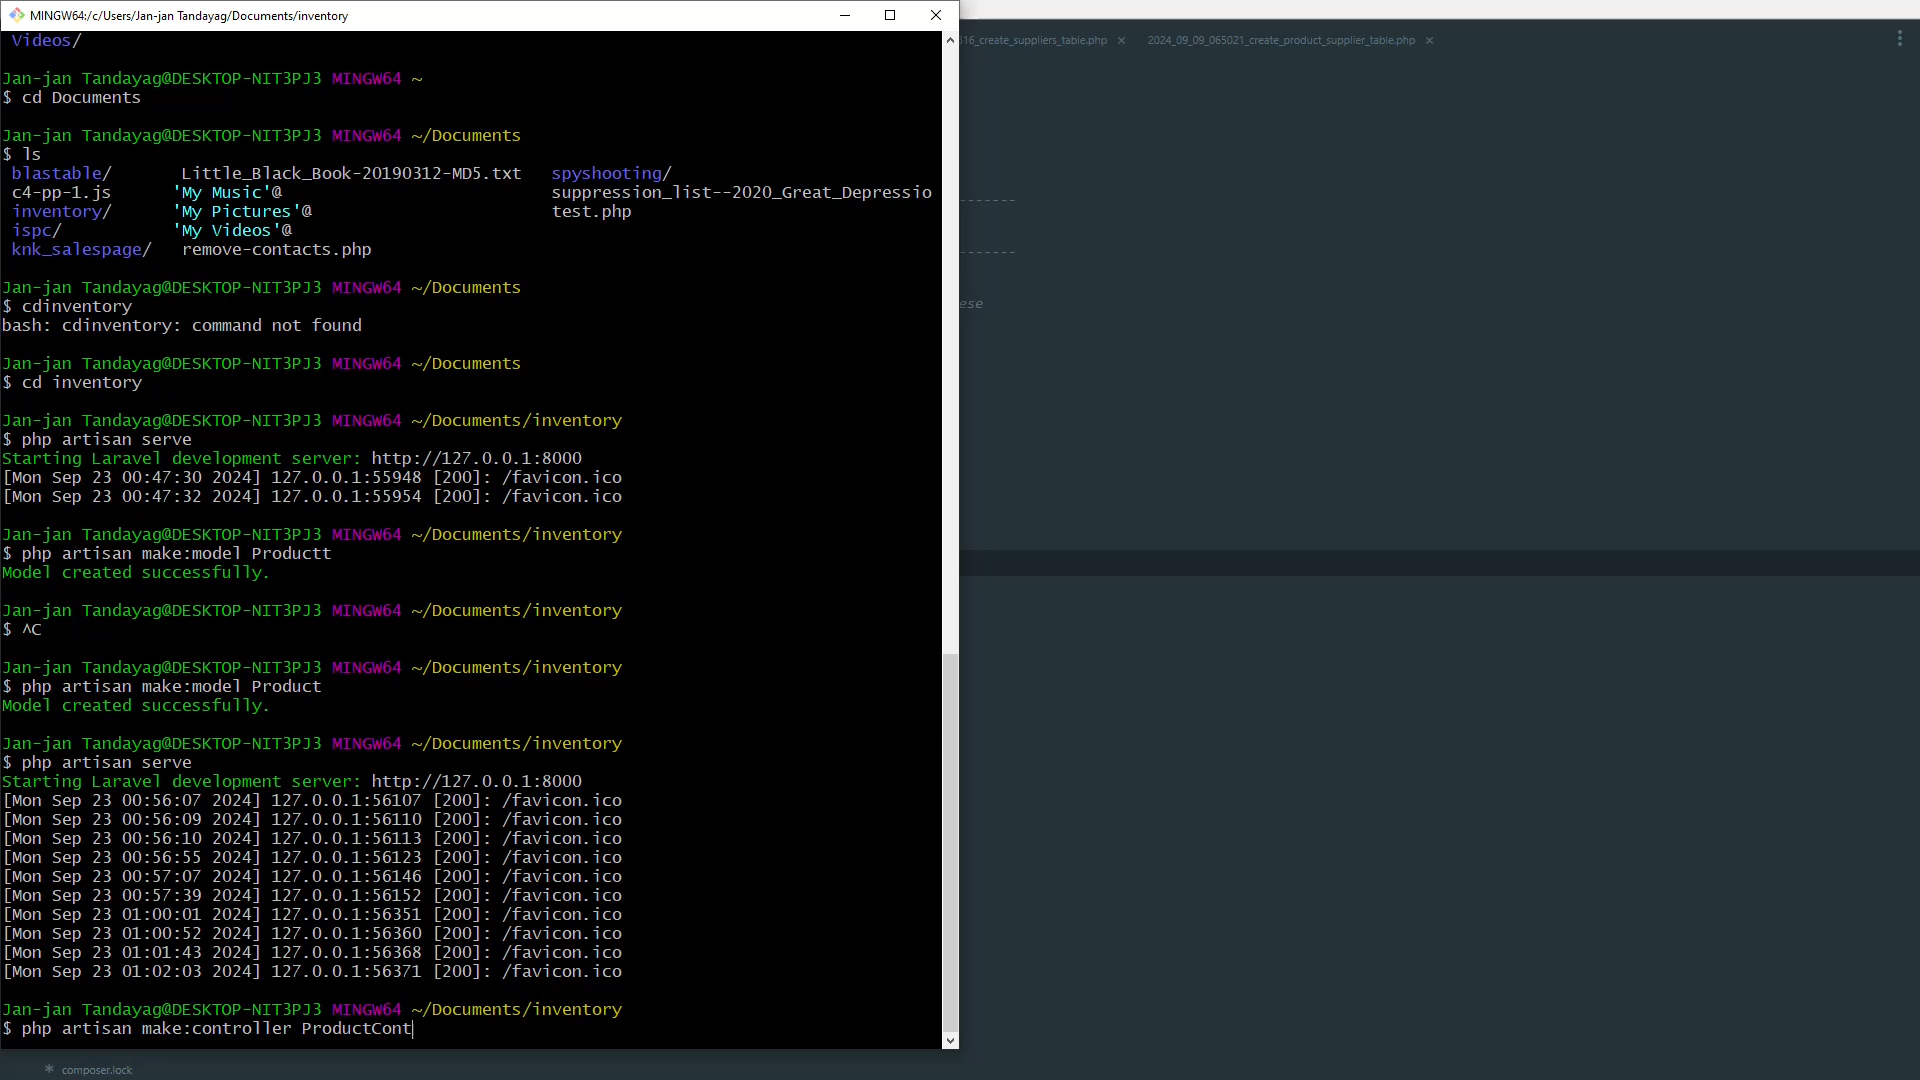 MINGW64:/c/Users/Jan-jan Tandayag/Documents/inventory
Videos/
Jan-jan Tandayag@DESKTOP-NIT3PJ3 MINGW64 ~
$ cd Documents
Jan-jan Tandayag@DESKTOP-NIT3PJ3 MINGW64 ~/Documents
$ ls
blastable/ Little_Black_Book-20190312-MD5.txt spyshooting/
c4-pp-1.js 'My Music'@ suppression_list--2020_Great_Depressio
inventory/ 'My Pictures'@ test.php
ispc/ 'My Videos'@
knk_salespage/ remove-contacts.php
Jan-jan Tandayag@DESKTOP-NIT3PJ3 MINGW64 ~/Documents
$ cdinventory
bash: cdinventory: command not found
Jan-jan Tandayag@DESKTOP-NIT3PJ3 MINGW64 ~/Documents
$ cd inventory
Jan-jan Tandayag@DESKTOP-NIT3PJ3 MINGW64 ~/Documents/inventory
$ php artisan serve
Starting Laravel development server: http://127.0.0.1:8000
[Mon Sep 23 00:47:30 2024] 127.0.0.1:55948 [200]: /favicon.ico
[Mon Sep 23 00:47:32 2024] 127.0.0.1:55954 [200]: /favicon.ico
Jan-jan Tandayag@DESKTOP-NIT3PJ3 MINGW64 ~/Documents/inventory
$ php artisan make:model Productt
Model created successfully.
Jan-jan Tandayag@DESKTOP-NIT3PJ3 MINGW64 ~/Documents/inventory
$ ^C
Jan-jan Tandayag@DESKTOP-NIT3PJ3 MINGW64 ~/Documents/inventory
$ php artisan make:model Product
Model created successfully.
Jan-jan Tandayag@DESKTOP-NIT3PJ3 MINGW64 ~/Documents/inventory
$ php artisan serve
Starting Laravel development server: http://127.0.0.1:8000
[Mon Sep 23 00:56:07 2024] 127.0.0.1:56107 [200]: /favicon.ico
[Mon Sep 23 00:56:09 2024] 127.0.0.1:56110 [200]: /favicon.ico
[Mon Sep 23 00:56:10 2024] 127.0.0.1:56113 [200]: /favicon.ico
[Mon Sep 23 00:56:55 2024] 127.0.0.1:56123 [200]: /favicon.ico
[Mon Sep 23 00:57:07 2024] 127.0.0.1:56146 [200]: /favicon.ico
[Mon Sep 23 00:57:39 2024] 127.0.0.1:56152 [200]: /favicon.ico
[Mon Sep 23 01:00:01 2024] 127.0.0.1:56351 [200]: /favicon.ico
[Mon Sep 23 01:00:52 2024] 127.0.0.1:56360 [200]: /favicon.ico
[Mon Sep 23 01:01:43 2024] 127.0.0.1:56368 [200]: /favicon.ico
[Mon Sep 23 01:02:03 2024] 127.0.0.1:56371 [200]: /favicon.ico
Jan-jan Tandayag@DESKTOP-NIT3PJ3 MINGW64 ~/Documents/inventory
$ php artisan make:controller ProductCont
316_create_suppliers_table.php 2024_09_09_065021_create_product_supplier_table.php
-------
-------
ese
composer.lock